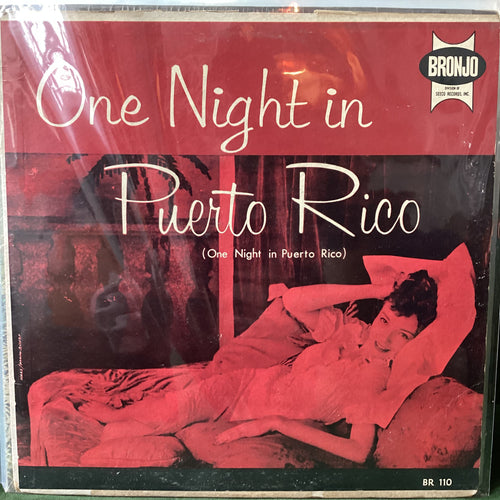 BRONJO
DIVISION OF
SEECO RECORDS, INC.
One Night in
Puerto Rico
(One Night in Puerto Rico)
BR 110